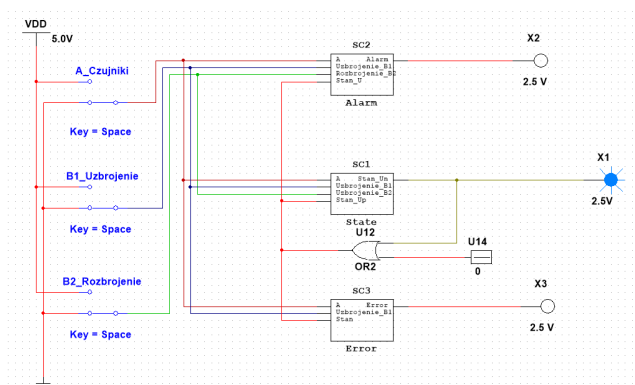 VDD
5.0V
A_Czujniki
Key = Space
B1_Uzbrojenie
Key = Space
B2_Rozbrojenie
Key = Space
SC2
A Alarm
Uzbrojenie_B1
Rozbrojenie_B2
Stan_U
Alarm
X2
2.5 V
SC1
A Stan_Un
Uzbrojenie_B1
Uzbrojenie_B2
Stan_Up
State
X1
2.5V
U12
OR2
U14
0
SC3
A Error
Uzbrojenie_B1
Stan
Error
X3
2.5 V